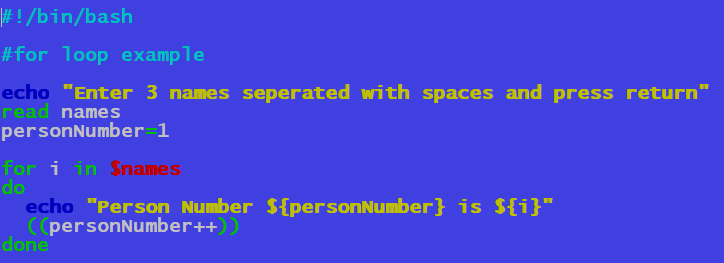 #!/bin/bash
#for loop example
echo "Enter 3 names seperated with spaces and press return"
read names
personNumber=1
for i in $names
do
  echo "Person Number ${personNumber} is ${i}"
  ((personNumber++))
done